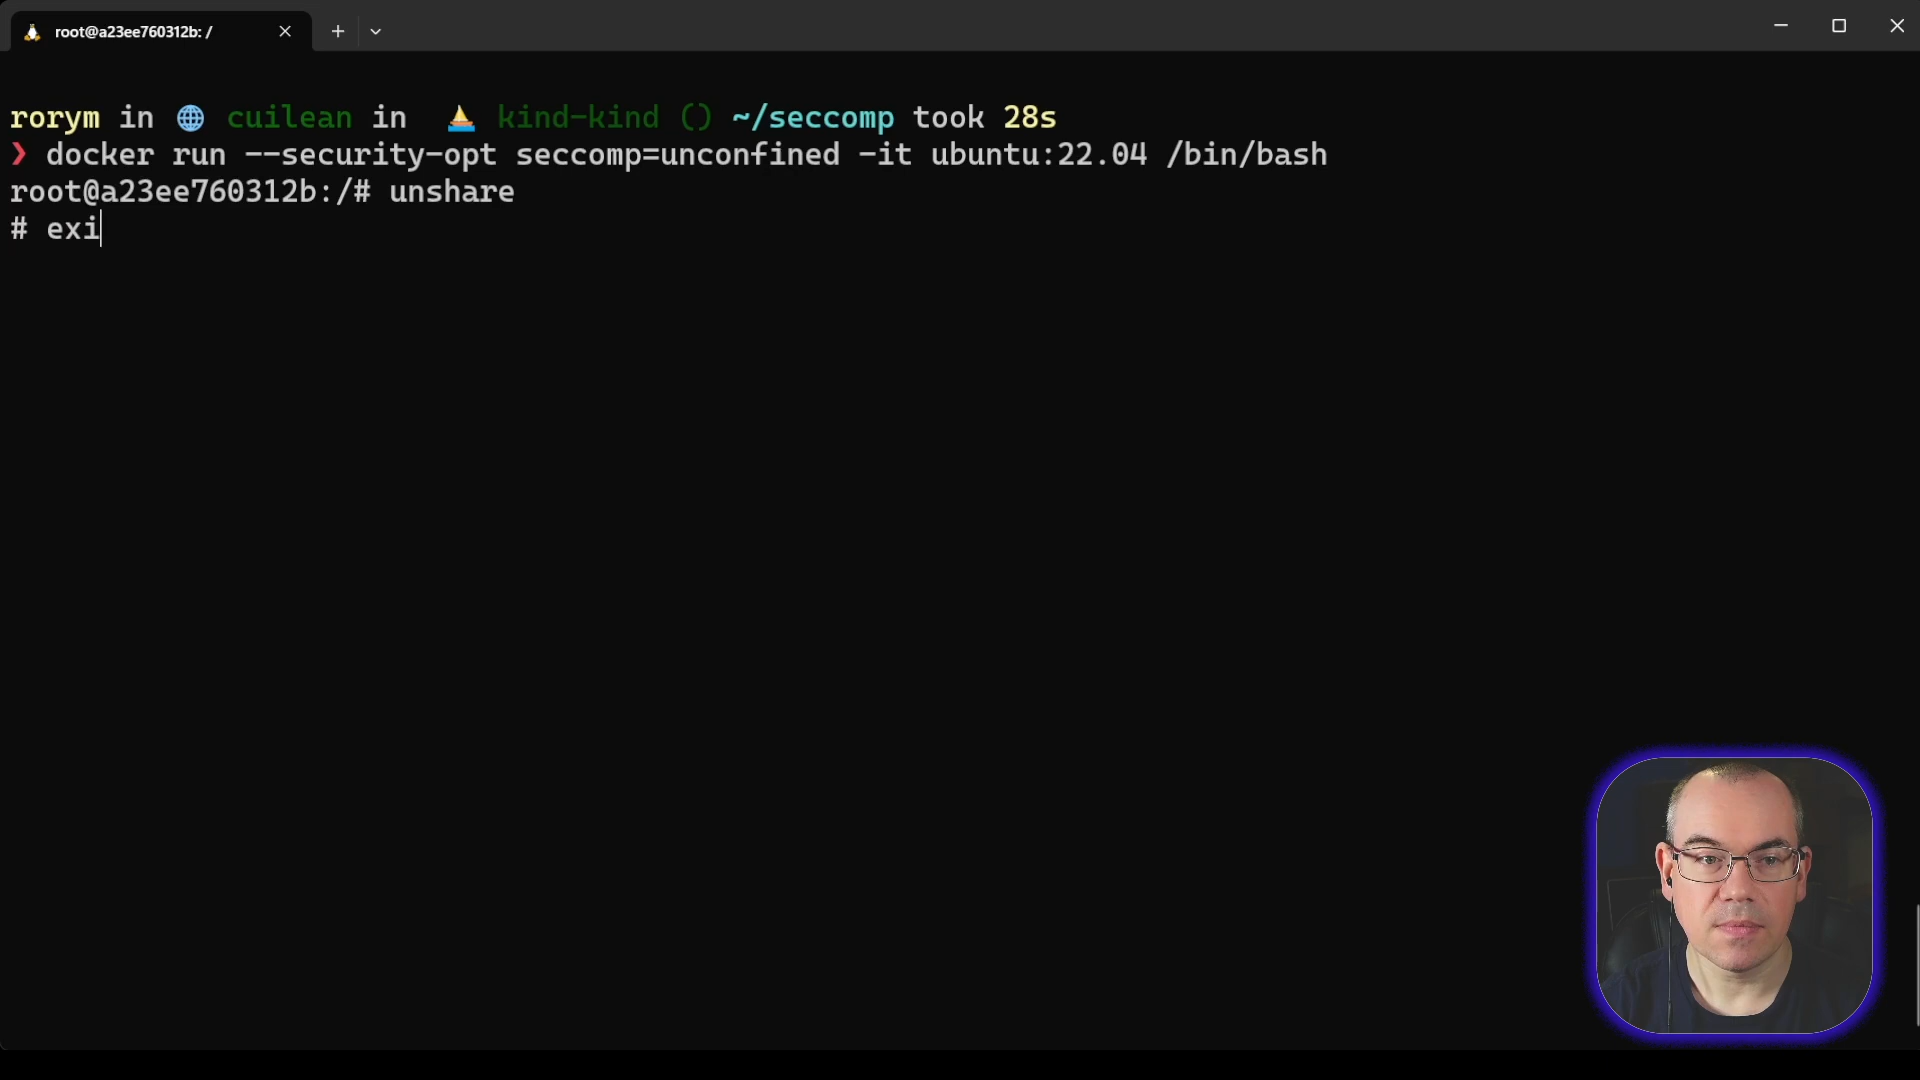 root@a23ee760312b: /
rorym in 🌐 cuilean in ⛵ kind-kind () ~/seccomp took 28s
❯ docker run --security-opt seccomp=unconfined -it ubuntu:22.04 /bin/bash
root@a23ee760312b:/# unshare
# exi